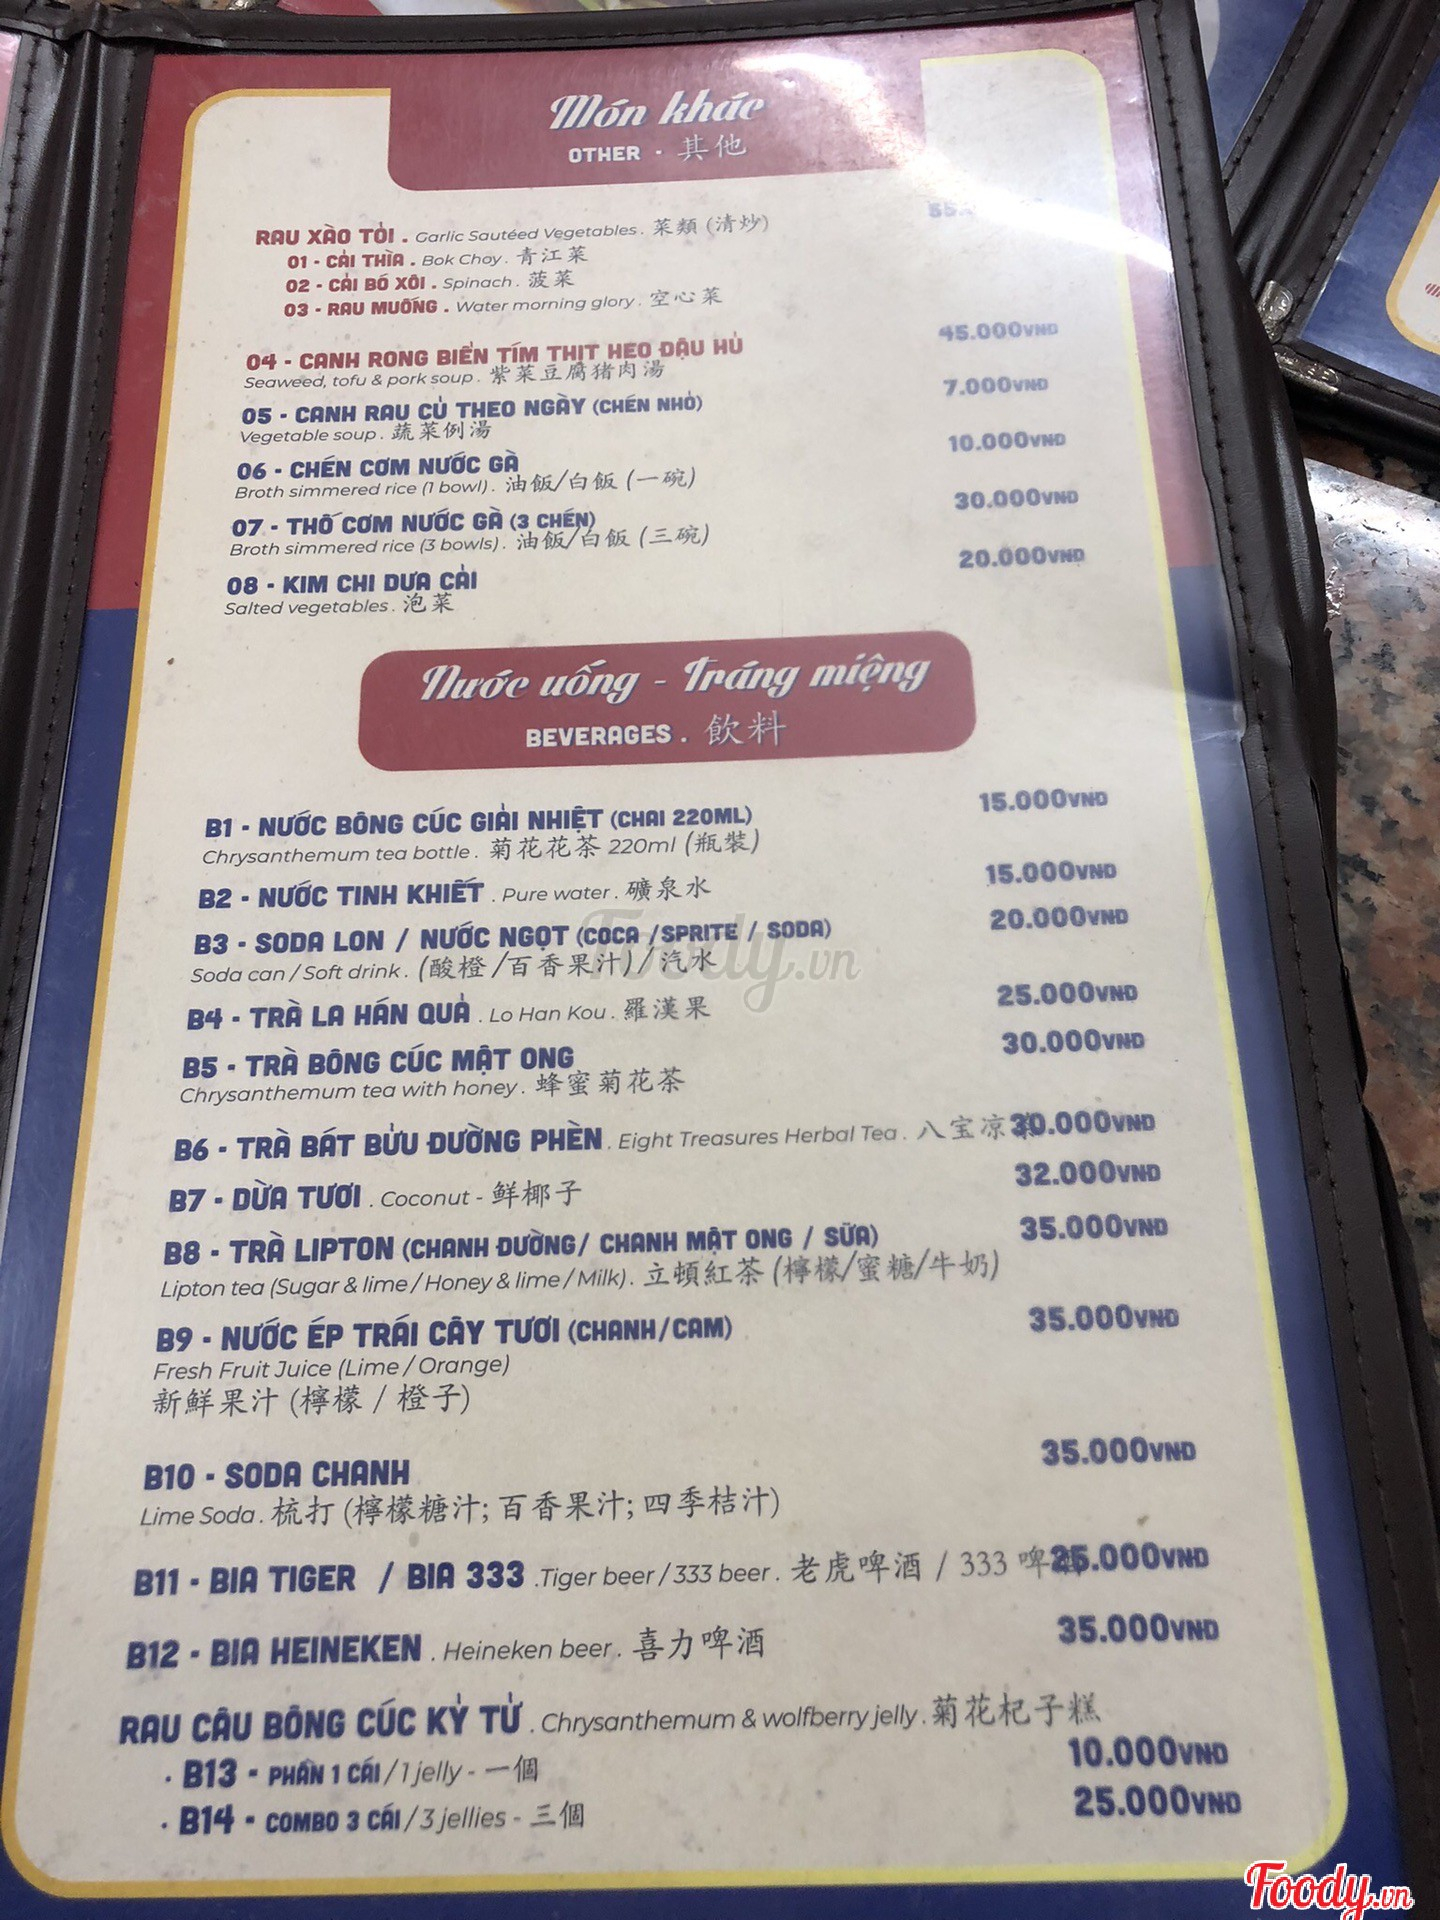 Món khác
OTHER · 其他
RAU XÀO TỎI . Garlic Sautéed Vegetables . 菜類 (清炒)
01 - CẢI THÌA . Bok Choy . 青江菜
02 - CẢI BÓ XÔI . Spinach . 菠菜
03 - RAU MUỐNG . Water morning glory . 空心菜
04 - CANH RONG BIỂN TÍM THỊT HEO ĐẬU HỦ 45.000VND
Seaweed, tofu & pork soup . 紫菜豆腐猪肉湯
05 - CANH RAU CỦ THEO NGÀY (CHÉN NHỎ) 7.000VND
Vegetable soup . 蔬菜例湯
06 - CHÉN CƠM NƯỚC GÀ 10.000VND
Broth simmered rice (1 bowl) . 油飯/白飯 (一碗)
07 - THỐ CƠM NƯỚC GÀ (3 CHÉN) 30.000VND
Broth simmered rice (3 bowls) . 油飯/白飯 (三碗)
08 - KIM CHI DƯA CẢI 20.000VND
Salted vegetables . 泡菜
Nước uống - Tráng miệng
BEVERAGES . 飲料
B1 - NƯỚC BÔNG CÚC GIẢI NHIỆT (CHAI 220ML) 15.000VND
Chrysanthemum tea bottle . 菊花花茶 220ml (瓶裝)
B2 - NƯỚC TINH KHIẾT . Pure water . 礦泉水 15.000VND
B3 - SODA LON / NƯỚC NGỌT (COCA /SPRITE / SODA) 20.000VND
Soda can / Soft drink . (酸橙 /百香果汁) / 汽水
B4 - TRÀ LA HÁN QUẢ . Lo Han Kou . 羅漢果 25.000VND
B5 - TRÀ BÔNG CÚC MẬT ONG 30.000VND
Chrysanthemum tea with honey . 蜂蜜菊花茶
B6 - TRÀ BÁT BỬU ĐƯỜNG PHÈN . Eight Treasures Herbal Tea . 八宝凉 30.000VND
B7 - DỪA TƯƠI . Coconut - 鲜椰子 32.000VND
B8 - TRÀ LIPTON (CHANH ĐƯỜNG/ CHANH MẬT ONG / SỮA) 35.000VND
Lipton tea (Sugar & lime / Honey & lime / Milk) . 立頓紅茶 (檸檬/蜜糖/牛奶)
B9 - NƯỚC ÉP TRÁI CÂY TƯƠI (CHANH/CAM) 35.000VND
Fresh Fruit Juice (Lime / Orange)
新鮮果汁 (檸檬 / 橙子)
B10 - SODA CHANH 35.000VND
Lime Soda . 梳打 (檸檬糖汁; 百香果汁; 四季桔汁)
B11 - BIA TIGER / BIA 333 .Tiger beer / 333 beer . 老虎啤酒 / 333 啤 25.000VND
B12 - BIA HEINEKEN . Heineken beer . 喜力啤酒 35.000VND
RAU CÂU BÔNG CÚC KỶ TỬ . Chrysanthemum & wolfberry jelly . 菊花杞子糕
· B13 - PHẦN 1 CÁI / 1 jelly - 一個 10.000VND
· B14 - COMBO 3 CÁI / 3 jellies - 三個 25.000VND
Foody.vn
Foody.vn